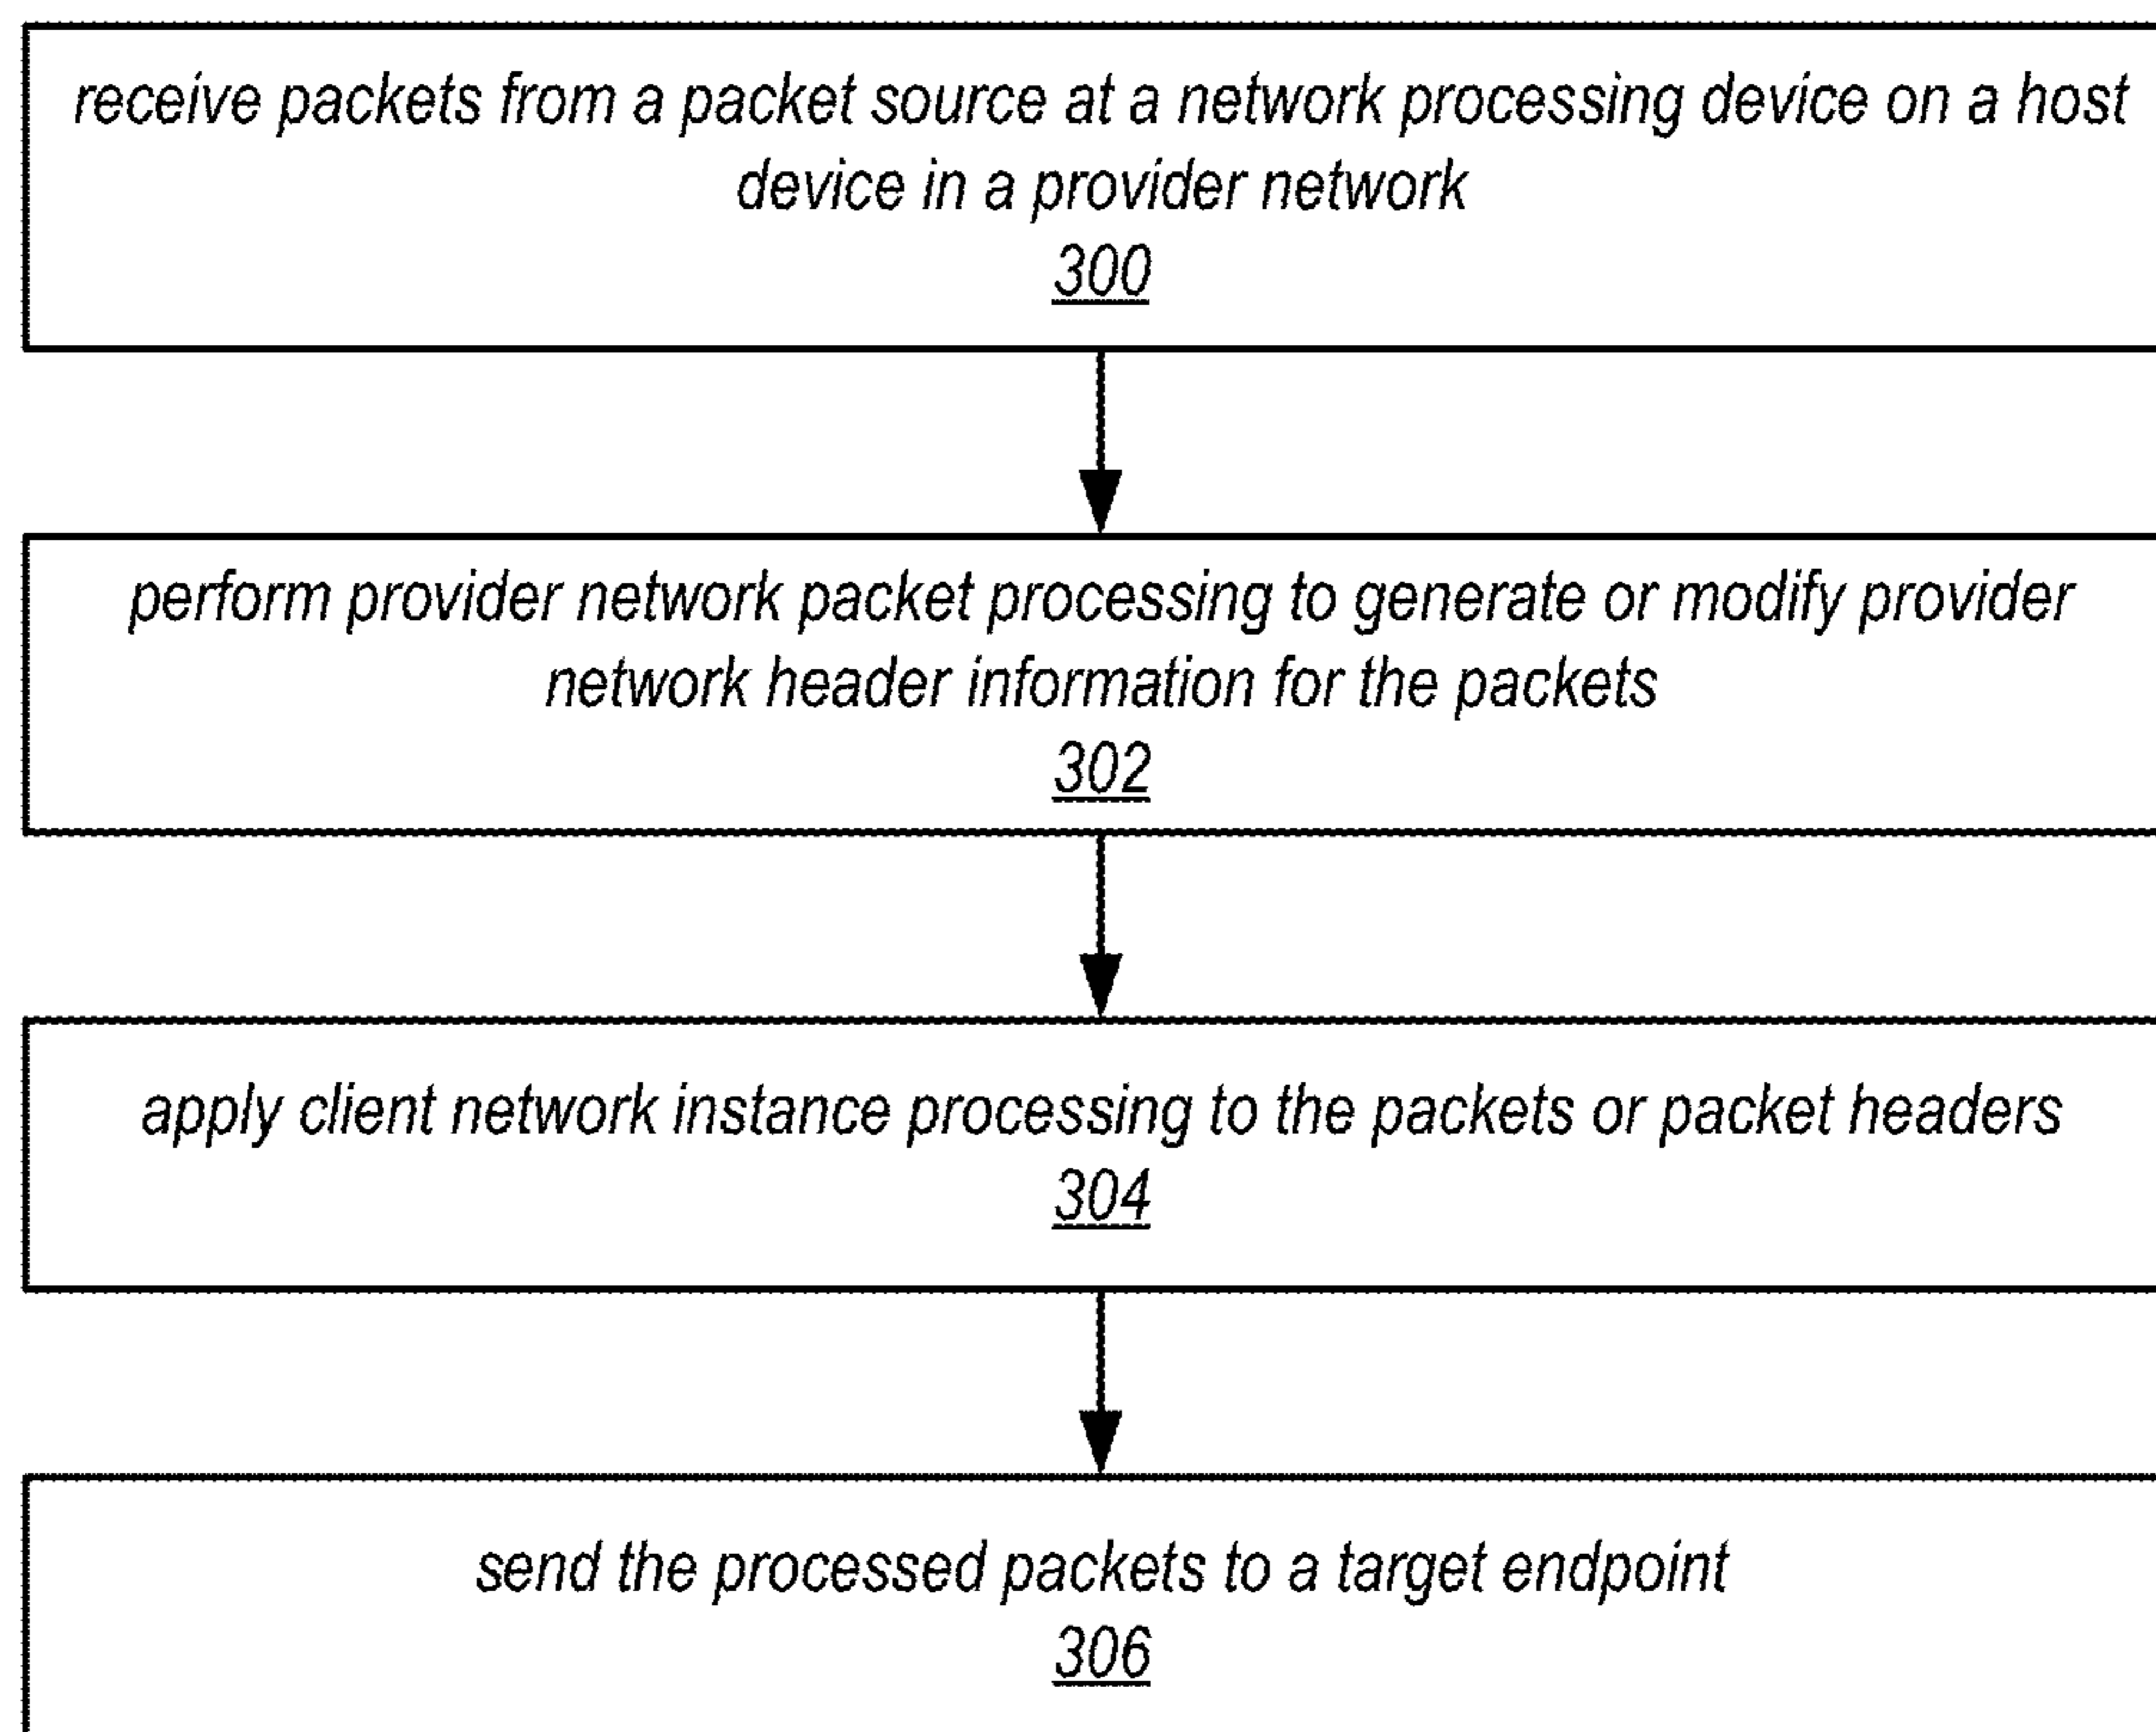 receive packets from a packet source at a network processing device on a host
device in a provider network
300
perform provider network packet processing to generate or modify provider
network header information for the packets
302
apply client network instance processing to the packets or packet headers
304
send the processed packets to a target endpoint
306